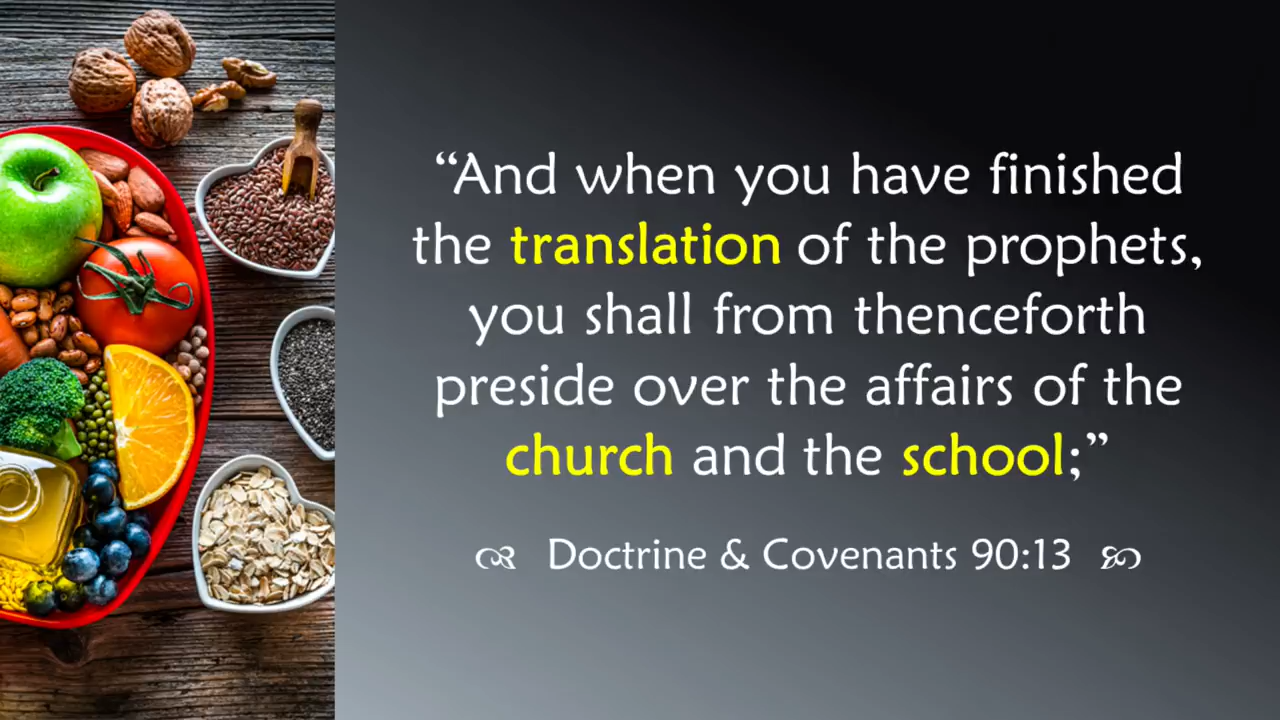 “And when you have finished
the translation of the prophets,
you shall from thenceforth
preside over the affairs of the
church and the school;”
Doctrine & Covenants 90:13